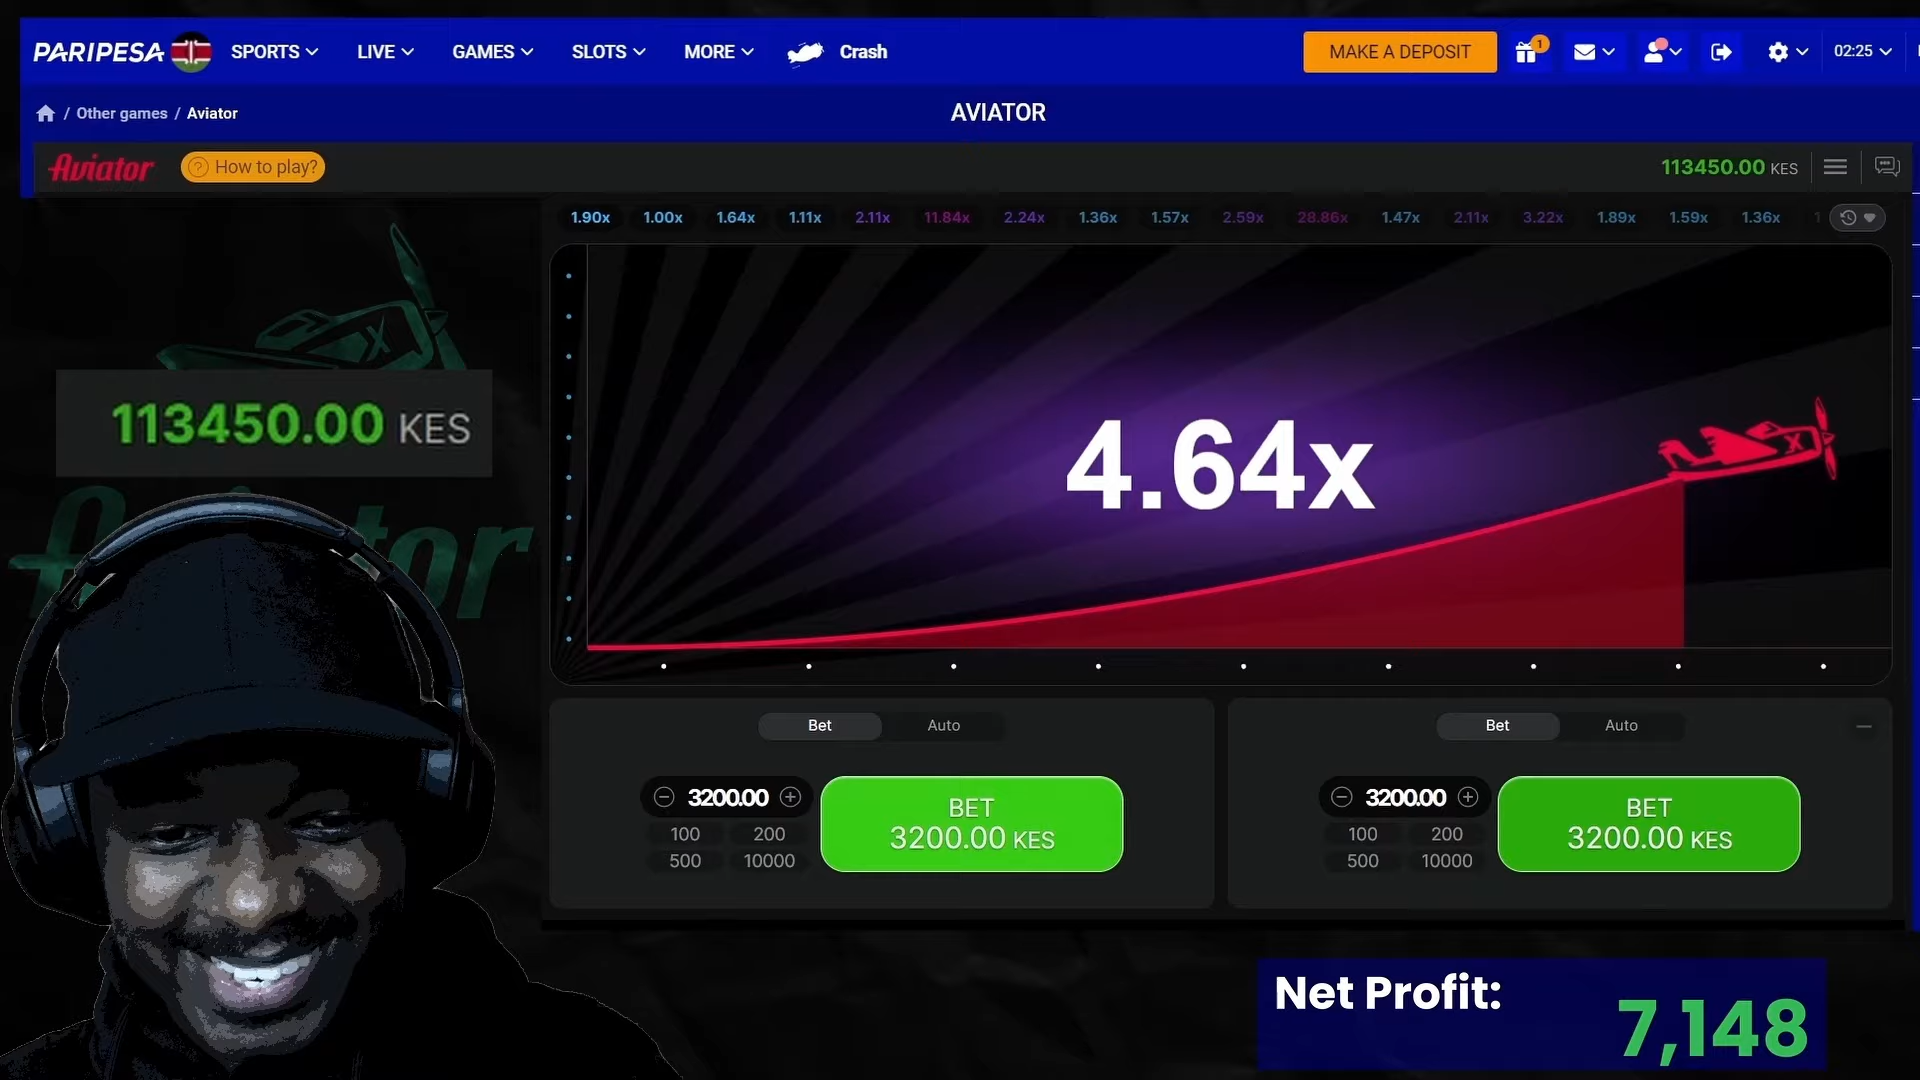 PARIPESA SPORTS LIVE GAMES SLOTS MORE Crash MAKE A DEPOSIT 1 02:25
/ Other games / Aviator
AVIATOR
Aviator ? How to play? 113450.00 KES
1.90x 1.00x 1.64x 1.11x 2.11x 11.84x 2.24x 1.36x 1.57x 2.59x 28.86x 1.47x 2.11x 3.22x 1.89x 1.59x 1.36x
X
113450.00 KES
4.64x
X
Aviator
Bet Auto
3200.00
100 200
500 10000
BET
3200.00 KES
Bet Auto
3200.00
100 200
500 10000
BET
3200.00 KES
Net Profit:
7,148